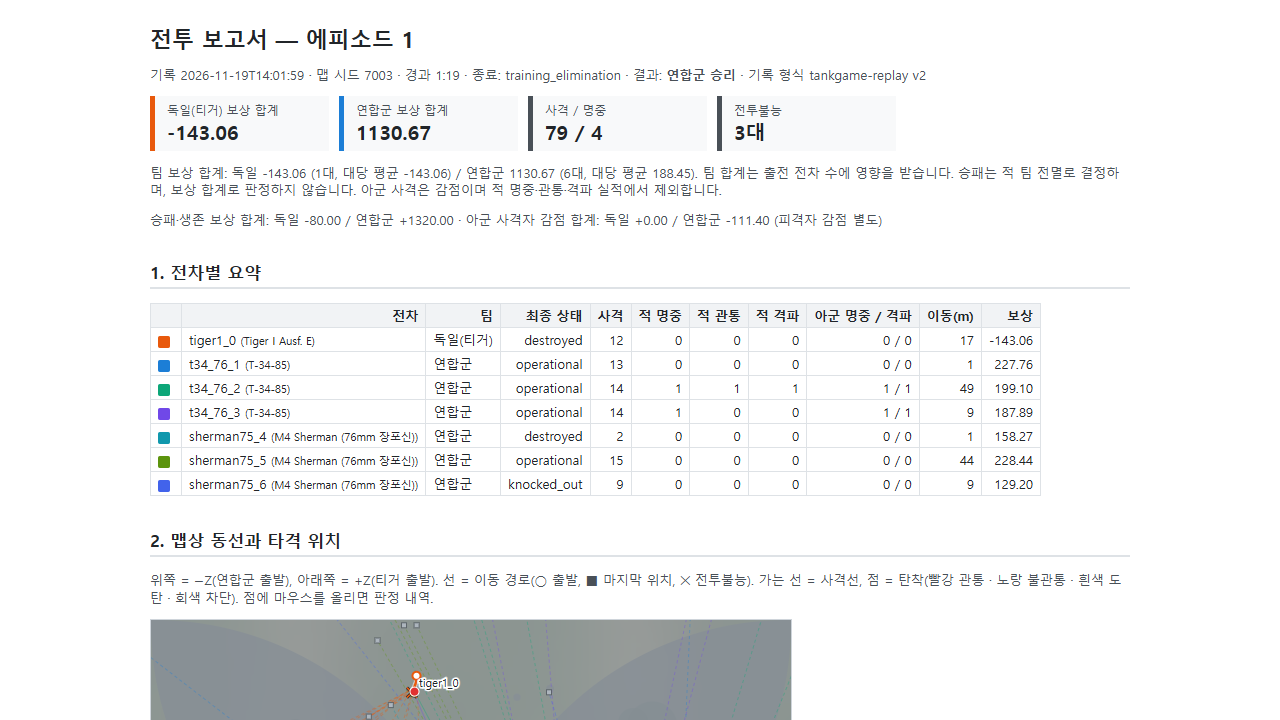 전투 보고서 — 에피소드 1
기록 2026-11-19T14:01:59 · 맵 시드 7003 · 경과 1:19 · 종료: training_elimination · 결과: 연합군 승리 · 기록 형식 tankgame-replay v2
독일(티거) 보상 합계
-143.06
연합군 보상 합계
1130.67
사격 / 명중
79 / 4
전투불능
3대
팀 보상 합계: 독일 -143.06 (1대, 대당 평균 -143.06) / 연합군 1130.67 (6대, 대당 평균 188.45). 팀 합계는 출전 전차 수에 영향을 받습니다. 승패는 적 팀 전멸로 결정하
며, 보상 합계로 판정하지 않습니다. 아군 사격은 감점이며 적 명중·관통·격파 실적에서 제외합니다.
승패·생존 보상 합계: 독일 -80.00 / 연합군 +1320.00 · 아군 사격자 감점 합계: 독일 +0.00 / 연합군 -111.40 (피격자 감점 별도)
1. 전차별 요약
전차 팀 최종 상태 사격 적 명중 적 관통 적 격파 아군 명중 / 격파 이동(m) 보상
tiger1_0 (Tiger I Ausf. E) 독일(티거) destroyed 12 0 0 0 0 / 0 17 -143.06
t34_76_1 (T-34-85) 연합군 operational 13 0 0 0 0 / 0 1 227.76
t34_76_2 (T-34-85) 연합군 operational 14 1 1 1 1 / 1 49 199.10
t34_76_3 (T-34-85) 연합군 operational 14 1 0 0 1 / 1 9 187.89
sherman75_4 (M4 Sherman (76mm 장포신)) 연합군 destroyed 2 0 0 0 0 / 0 1 158.27
sherman75_5 (M4 Sherman (76mm 장포신)) 연합군 operational 15 0 0 0 0 / 0 44 228.44
sherman75_6 (M4 Sherman (76mm 장포신)) 연합군 knocked_out 9 0 0 0 0 / 0 9 129.20
2. 맵상 동선과 타격 위치
위쪽 = −Z(연합군 출발), 아래쪽 = +Z(티거 출발). 선 = 이동 경로(○ 출발, ■ 마지막 위치, ✕ 전투불능). 가는 선 = 사격선, 점 = 탄착(빨강 관통 · 노랑 불관통 · 흰색 도
탄 · 회색 차단). 점에 마우스를 올리면 판정 내역.
tiger1_0